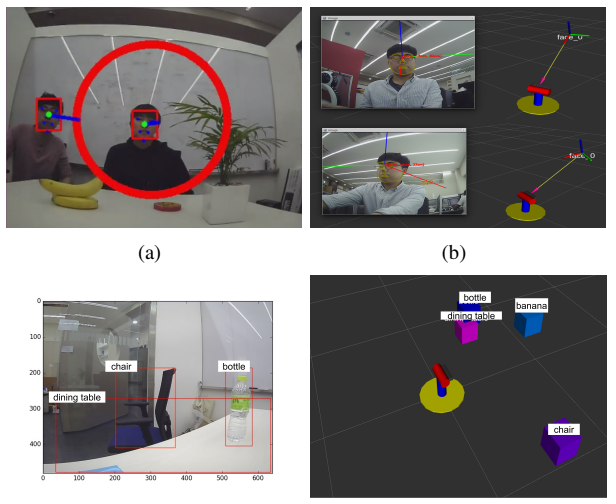 face_0
face_0
(a)
(b)
0
100
200
300
400
0 100 200 300 400 500 600
chair
bottle
dining table
bottle
dining table
banana
chair